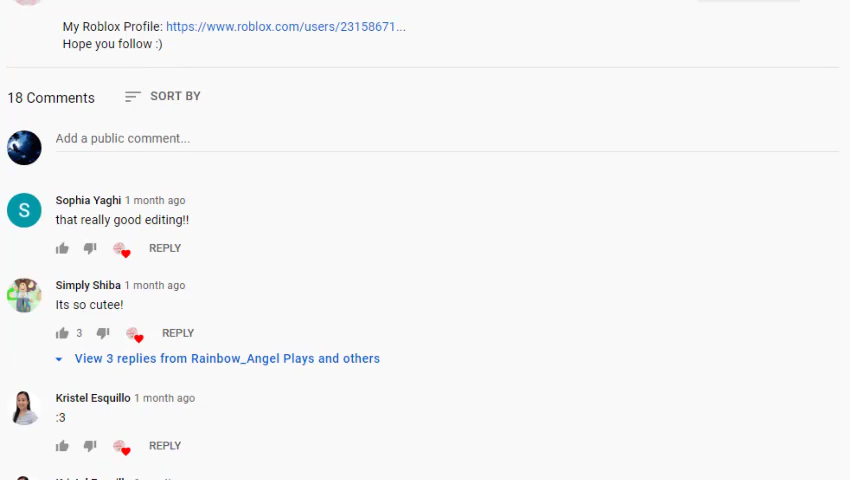 My Roblox Profile: https://www.roblox.com/users/23158671...
Hope you follow :)
18 Comments
SORT BY
Add a public comment...
S
Sophia Yaghi 1 month ago
that really good editing!!
REPLY
Simply Shiba 1 month ago
Its so cutee!
3
REPLY
View 3 replies from Rainbow_Angel Plays and others
Kristel Esquillo 1 month ago
:3
REPLY